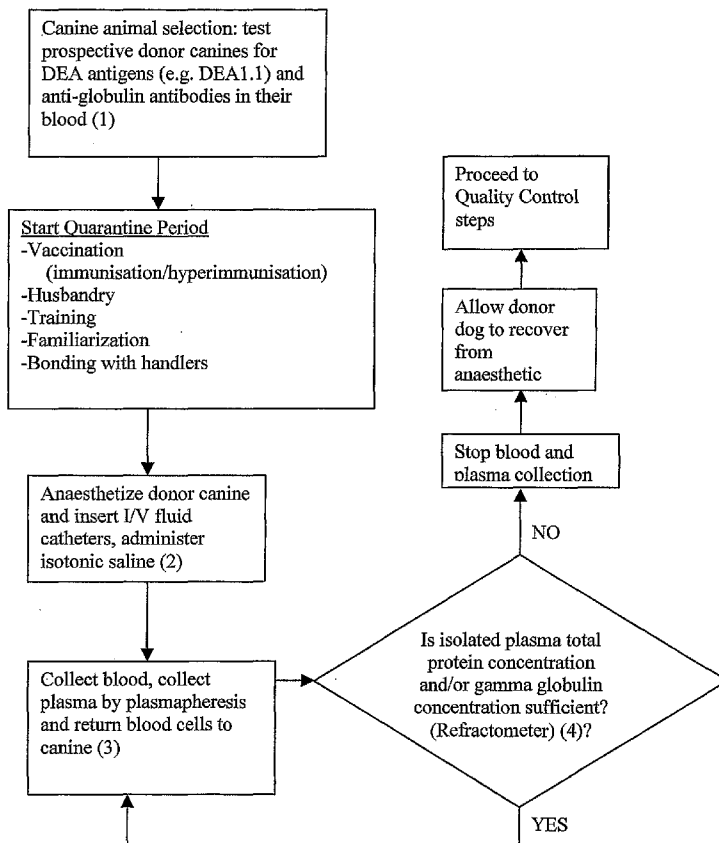 Canine animal selection: test
prospective donor canines for
DEA antigens (e.g. DEA1.1) and
anti-globulin antibodies in their
blood (1)
Start Quarantine Period
-Vaccination
(immunisation/hyperimmunisation)
-Husbandry
-Training
-Familiarization
-Bonding with handlers
Anaesthetize donor canine
and insert I/V fluid
catheters, administer
isotonic saline (2)
Collect blood, collect
plasma by plasmapheresis
and return blood cells to
canine (3)
Is isolated plasma total
protein concentration
and/or gamma globulin
concentration sufficient?
(Refractometer) (4)?
YES
NO
Stop blood and
plasma collection
Allow donor
dog to recover
from
anaesthetic
Proceed to
Quality Control
steps